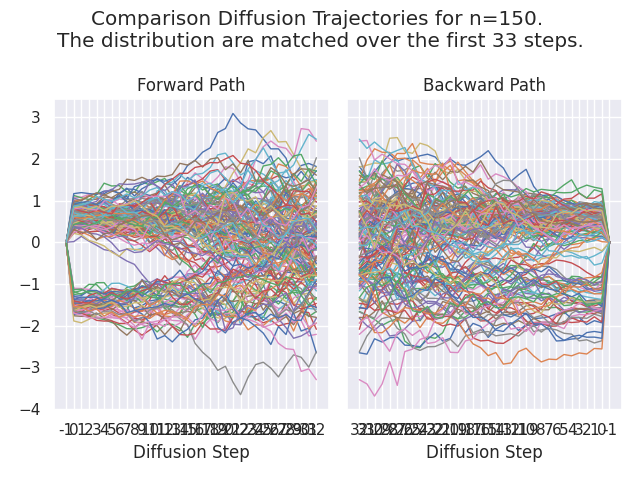 Comparison Diffusion Trajectories for n=150.
The distribution are matched over the first 33 steps.
Forward Path
Backward Path
3
2
1
0
−1
−2
−3
−4
Diffusion Step
Diffusion Step